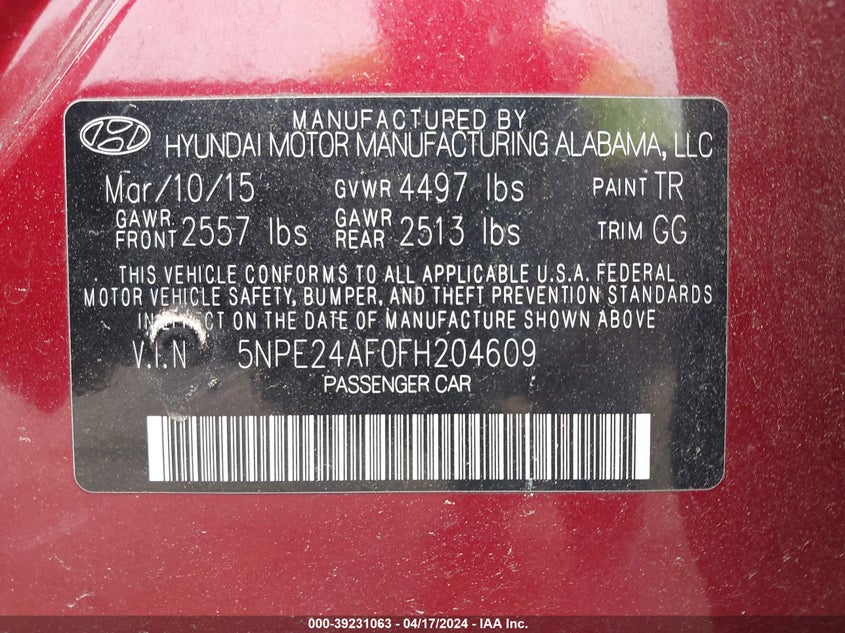 MANUFACTURED BY
HYUNDAI MOTOR MANUFACTURING ALABAMA, LLC
Mar/10/15 GVWR 4497 lbs PAINT TR
GAWR FRONT 2557 lbs GAWR REAR 2513 lbs TRIM GG
THIS VEHICLE CONFORMS TO ALL APPLICABLE U.S.A. FEDERAL
MOTOR VEHICLE SAFETY, BUMPER, AND THEFT PREVENTION STANDARDS
IN EFFECT ON THE DATE OF MANUFACTURE SHOWN ABOVE
V.I.N 5NPE24AF0FH204609
PASSENGER CAR
000-39231063 - 04/17/2024 - IAA Inc.